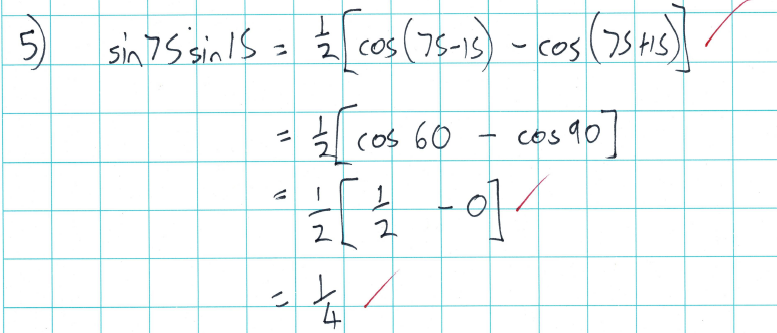 5) sin75 sin15 = 1/2[cos(75-15) - cos(75+15)]
= 1/2[cos 60 - cos 90]
= 1/2[1/2 - 0]
= 1/4